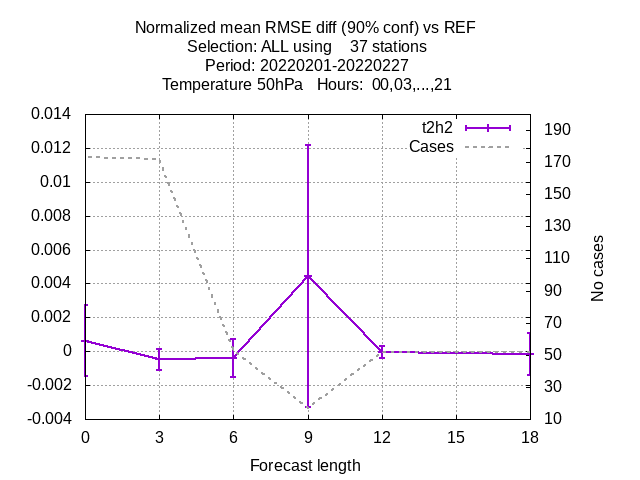 Normalized mean RMSE diff (90% conf) vs REF
Selection: ALL using    37 stations
Period: 20220201-20220227
Temperature 50hPa   Hours:  00,03,...,21
t2h2
Cases
0.014
0.012
0.01
0.008
0.006
0.004
0.002
0
-0.002
-0.004
190
170
150
130
110
90
70
50
30
10
No cases
0 3 6 9 12 15 18
Forecast length